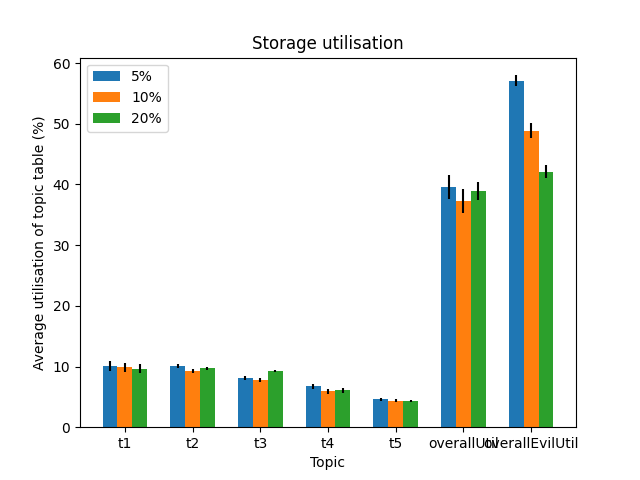 Storage utilisation
5%
10%
20%
Average utilisation of topic table (%)
60
50
40
30
20
10
0
t1 t2 t3 t4 t5 overallUtil overallEvilUtil
Topic